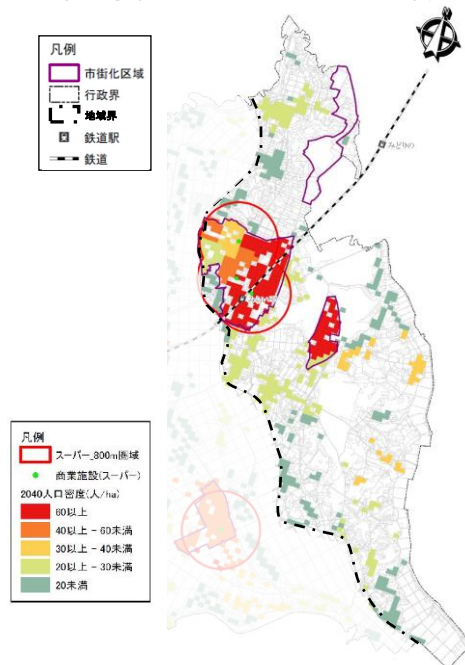 凡例
市街化区域
行政界
地域界
鉄道駅
鉄道
みどりの
凡例
スーパー_800m圏域
商業施設(スーパー)
2040人口密度(人/ha)
60以上
40以上 - 60未満
30以上 - 40未満
20以上 - 30未満
20未満